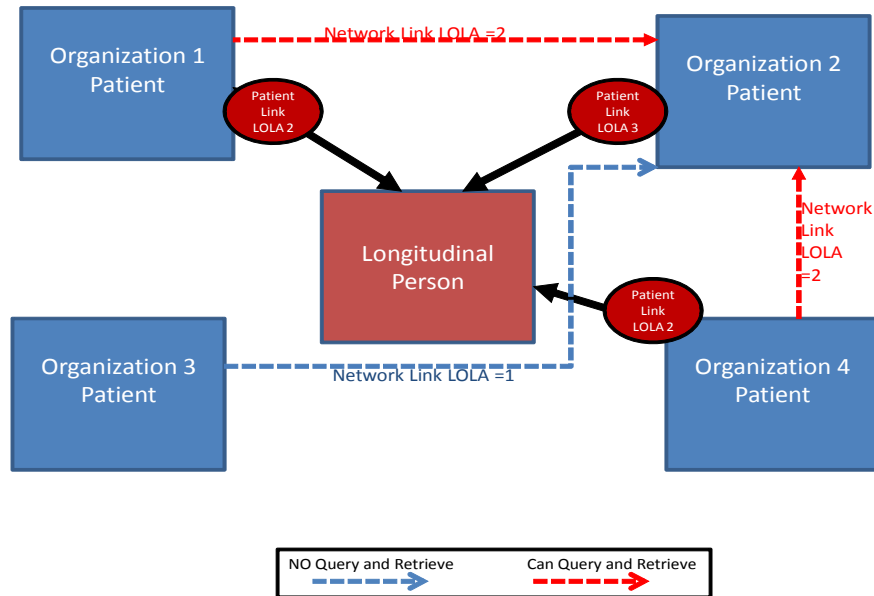 Network Link LOLA =2
Organization 1
Patient
Organization 2
Patient
Patient
Link
LOLA 2
Patient
Link
LOLA 3
Longitudinal
Person
Network
Link
LOLA
=2
Patient
Link
LOLA 2
Organization 3
Patient
Network Link LOLA =1
Organization 4
Patient
NO Query and Retrieve
Can Query and Retrieve